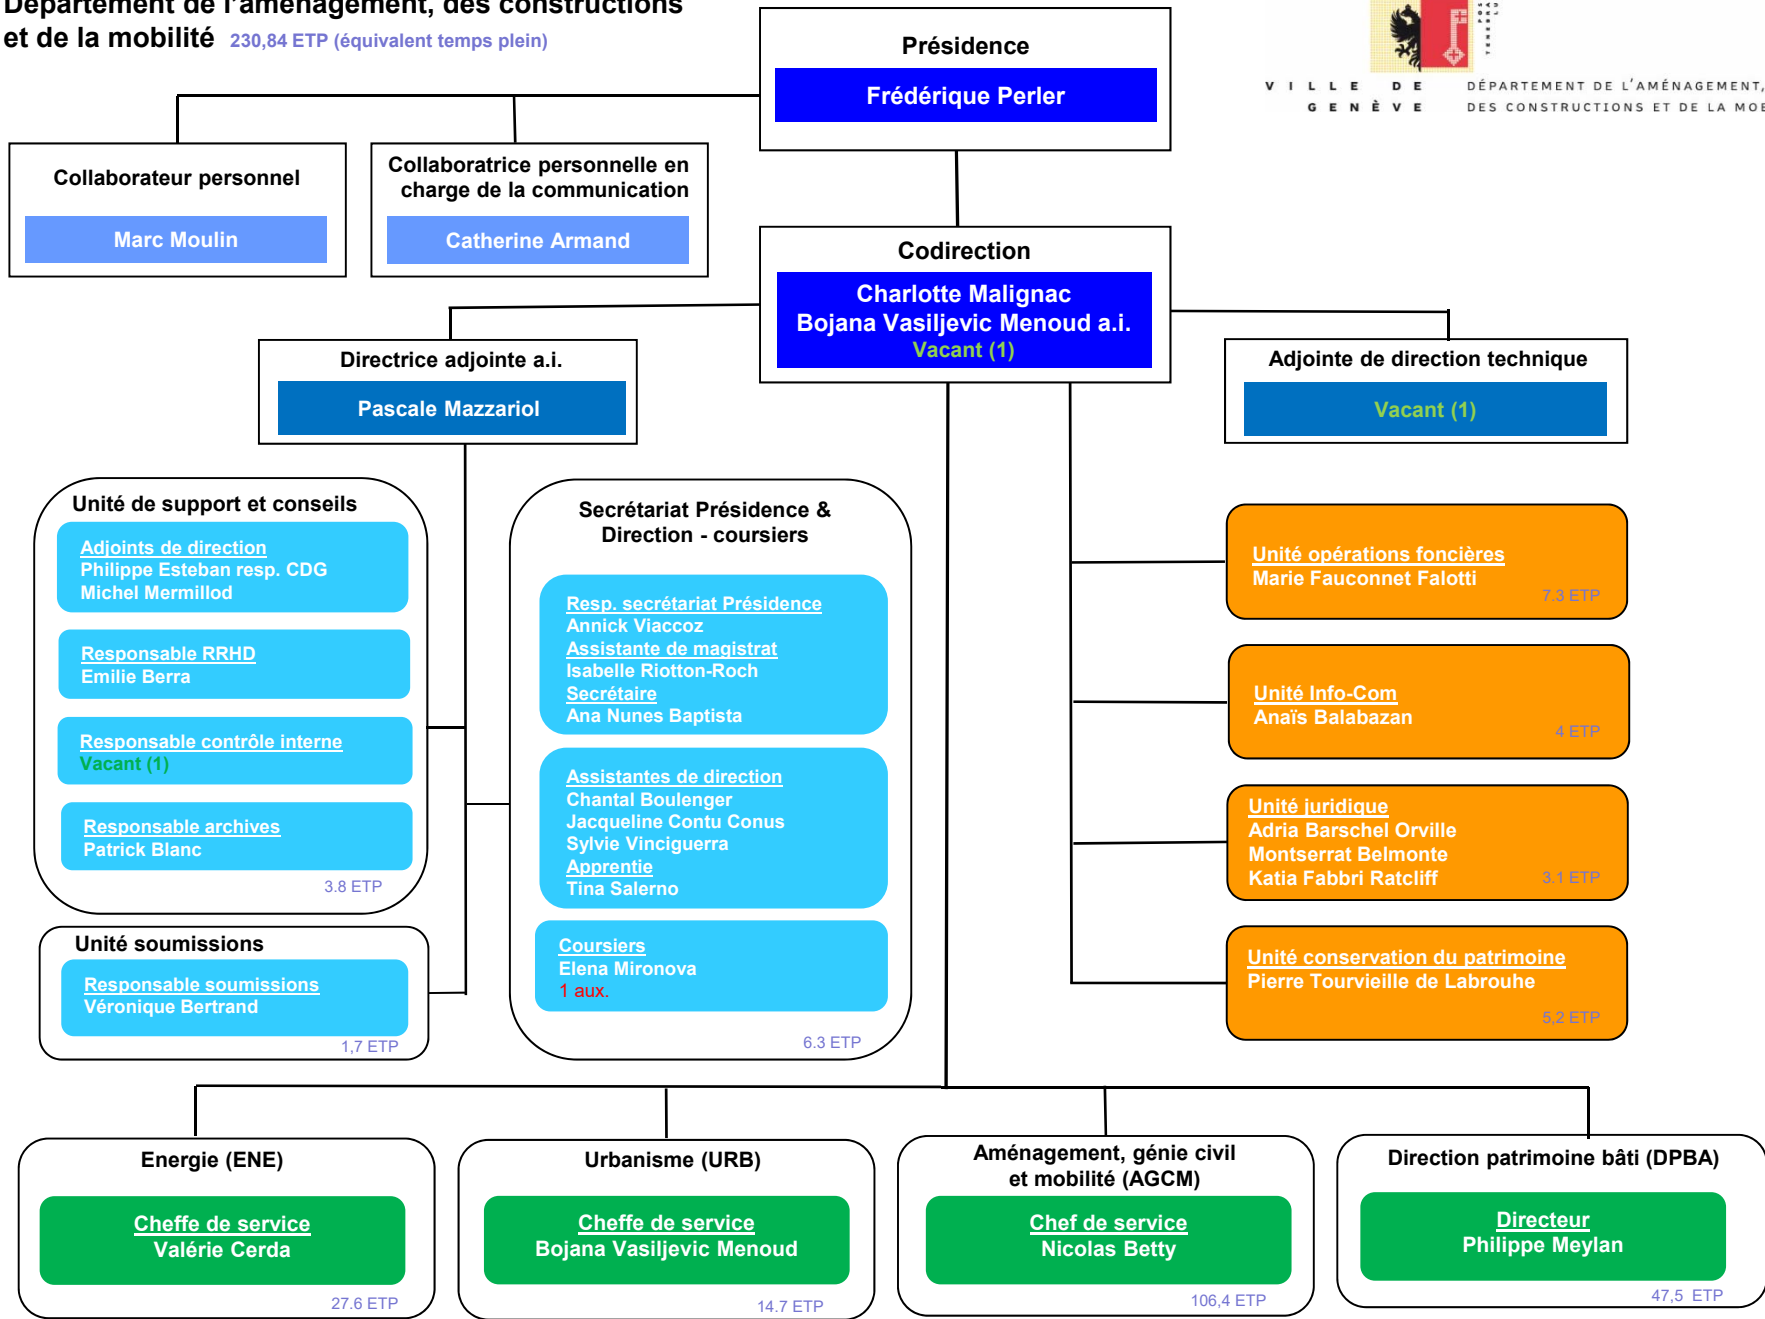 Département de l'aménagement, des constructions
et de la mobilité 230,84 ETP (équivalent temps plein)
Présidence
Frédérique Perler
VILLE DE
GENÈVE
DÉPARTEMENT DE L'AMÉNAGEMENT,
DES CONSTRUCTIONS ET DE LA
Collaborateur personnel
Marc Moulin
Collaboratrice personnelle en
charge de la communication
Catherine Armand
Codirection
Charlotte Malignac
Bojana Vasiljevic Menoud a.i.
Vacant (1)
Directrice adjointe a.i.
Pascale Mazzariol
Adjointe de direction technique
Vacant (1)
Unité de support et conseils
Adjoints de direction
Philippe Esteban resp. CDG
Michel Mermillod
Responsable RRHD
Emilie Berra
Responsable contrôle interne
Vacant (1)
Responsable archives
Patrick Blanc
3.8 ETP
Unité soumissions
Responsable soumissions
Véronique Bertrand
1,7 ETP
Secrétariat Présidence &
Direction - coursiers
Resp. secrétariat Présidence
Annick Viaccoz
Assistante de magistrat
Isabelle Riotton-Roch
Secrétaire
Ana Nunes Baptista
Assistantes de direction
Chantal Boulenger
Jacqueline Contu Conus
Sylvie Vinciguerra
Apprentie
Tina Salerno
Coursiers
Elena Mironova
1 aux.
6.3 ETP
Unité opérations foncières
Marie Fauconnet Falotti
7.3 ETP
Unité Info-Com
Anaïs Balabazan
4 ETP
Unité juridique
Adria Barschel Orville
Montserrat Belmonte
Katia Fabbri Ratcliff
3.1 ETP
Unité conservation du patrimoine
Pierre Tourvieille de Labrouhe
5,2 ETP
Energie (ENE)
Cheffe de service
Valérie Cerda
27.6 ETP
Urbanisme (URB)
Cheffe de service
Bojana Vasiljevic Menoud
14.7 ETP
Aménagement, génie civil
et mobilité (AGCM)
Chef de service
Nicolas Betty
106,4 ETP
Direction patrimoine bâti (DPBA)
Directeur
Philippe Meylan
47,5 ETP